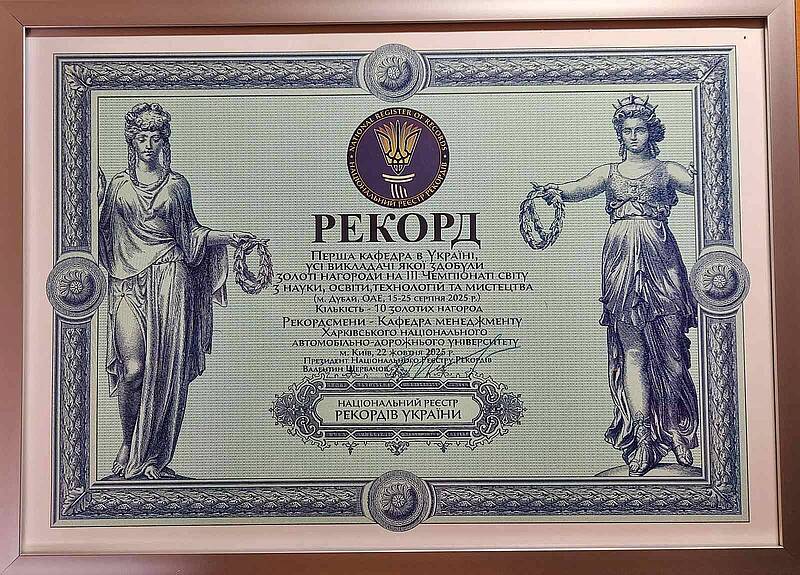 NATIONAL REGISTER OF RECORDS
НАЦІОНАЛЬНИЙ РЕЄСТР РЕКОРДІВ
РЕКОРД
Перша кафедра в Україні,
усі викладачі якої здобули
золоті нагороди на III Чемпіонаті світу
з науки, освіти, технологій та мистецтва
(м. Дубай, ОАЕ, 15-25 серпня 2025 р.)
Кількість - 10 золотих нагород
Рекордсмени - Кафедра менеджменту
Харківського національного
автомобільно-дорожнього університету
м. Київ, 22 жовтня 2025 р.
Президент Національного Реєстру Рекордів
Валентин Щербачов
НАЦІОНАЛЬНИЙ РЕЄСТР
РЕКОРДІВ УКРАЇНИ